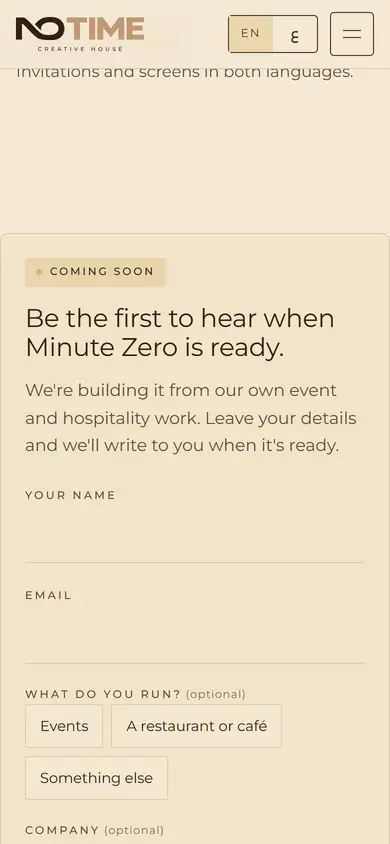 NOTIME
CREATIVE HOUSE
EN
ع
invitations and screens in both languages.
COMING SOON
Be the first to hear when
Minute Zero is ready.
We're building it from our own event
and hospitality work. Leave your details
and we'll write to you when it's ready.
YOUR NAME
EMAIL
WHAT DO YOU RUN? (optional)
Events
A restaurant or café
Something else
COMPANY (optional)